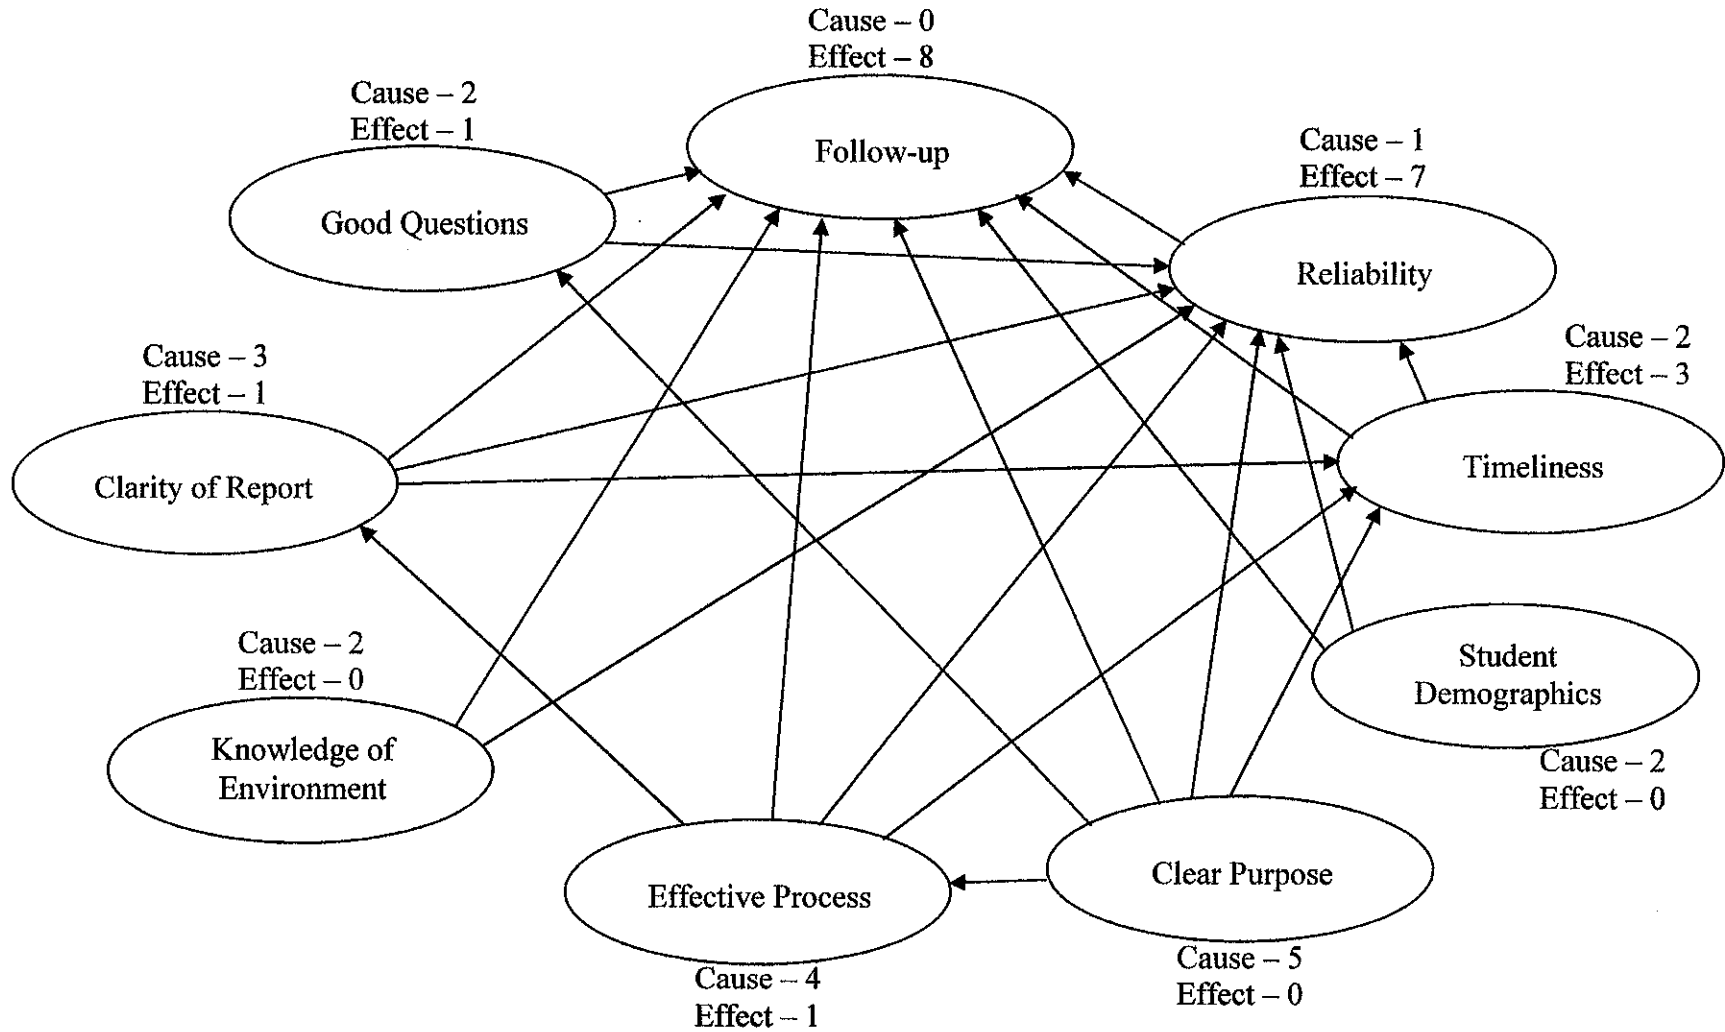 Cause – 0
Effect – 8
Follow-up
Cause – 2
Effect – 1
Good Questions
Cause – 1
Effect – 7
Reliability
Cause – 3
Effect – 1
Clarity of Report
Cause – 2
Effect – 3
Timeliness
Cause – 2
Effect – 0
Knowledge of
Environment
Student
Demographics
Cause – 2
Effect – 0
Effective Process
Cause – 4
Effect – 1
Clear Purpose
Cause – 5
Effect – 0